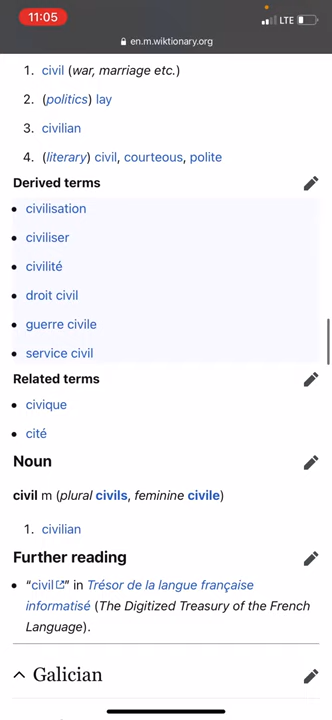 11:05
LTE
en.m.wiktionary.org
1. civil (war, marriage etc.)
2. (politics) lay
3. civilian
4. (literary) civil, courteous, polite
Derived terms
• civilisation
• civiliser
• civilité
• droit civil
• guerre civile
• service civil
Related terms
• civique
• cité
Noun
civil m (plural civils, feminine civile)
1. civilian
Further reading
• “civil” in Trésor de la langue française
informatisé (The Digitized Treasury of the French
Language).
Galician